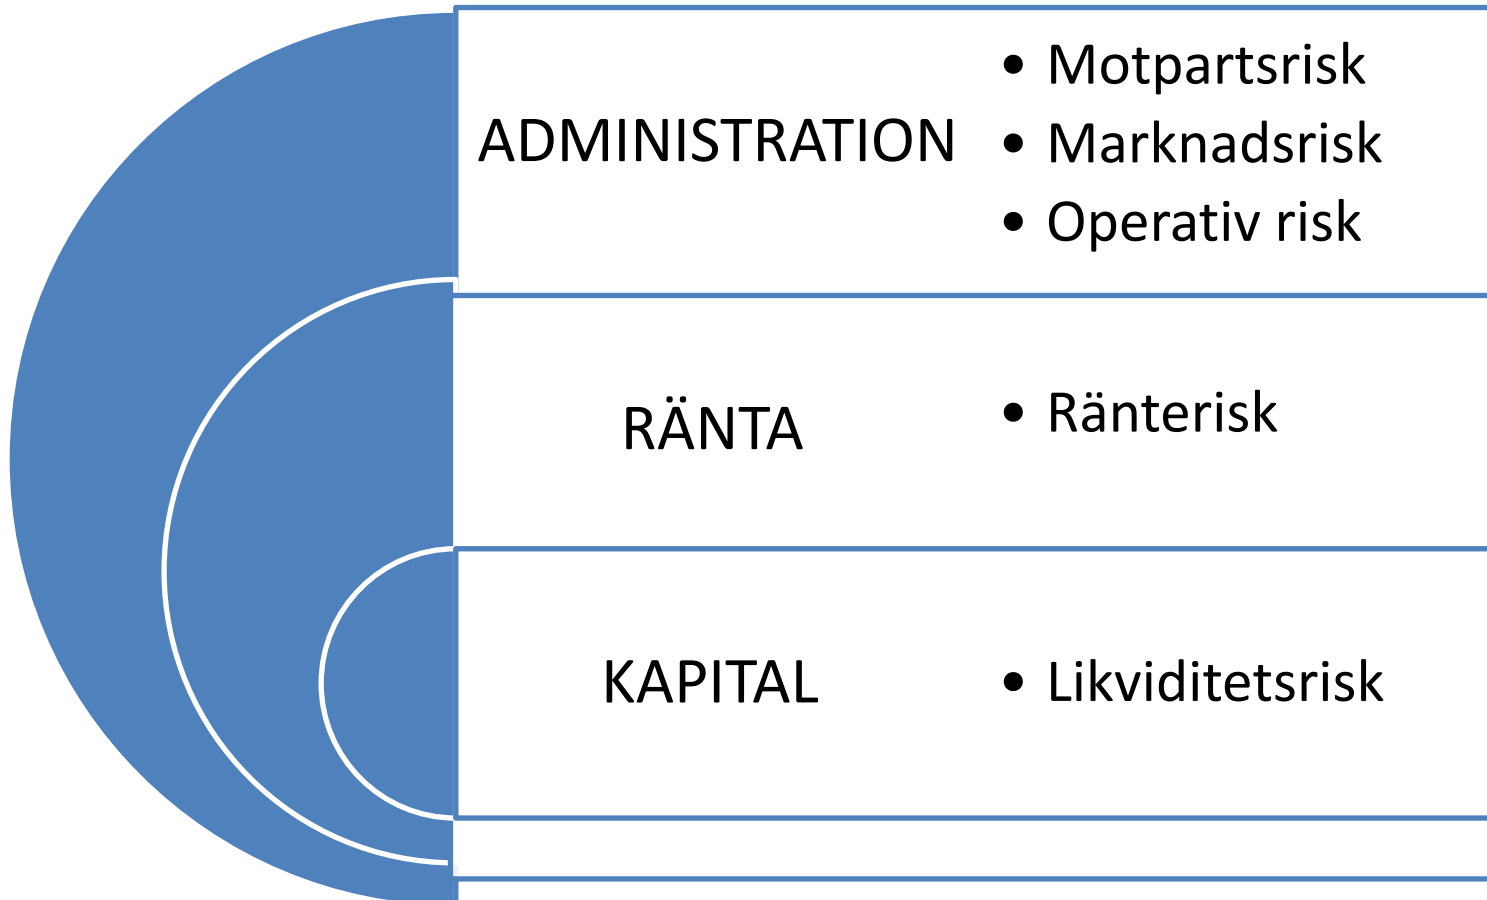 ADMINISTRATION
• Motpartsrisk
• Marknadsrisk
• Operativ risk
RÄNTA
• Ränterisk
KAPITAL
• Likviditetsrisk